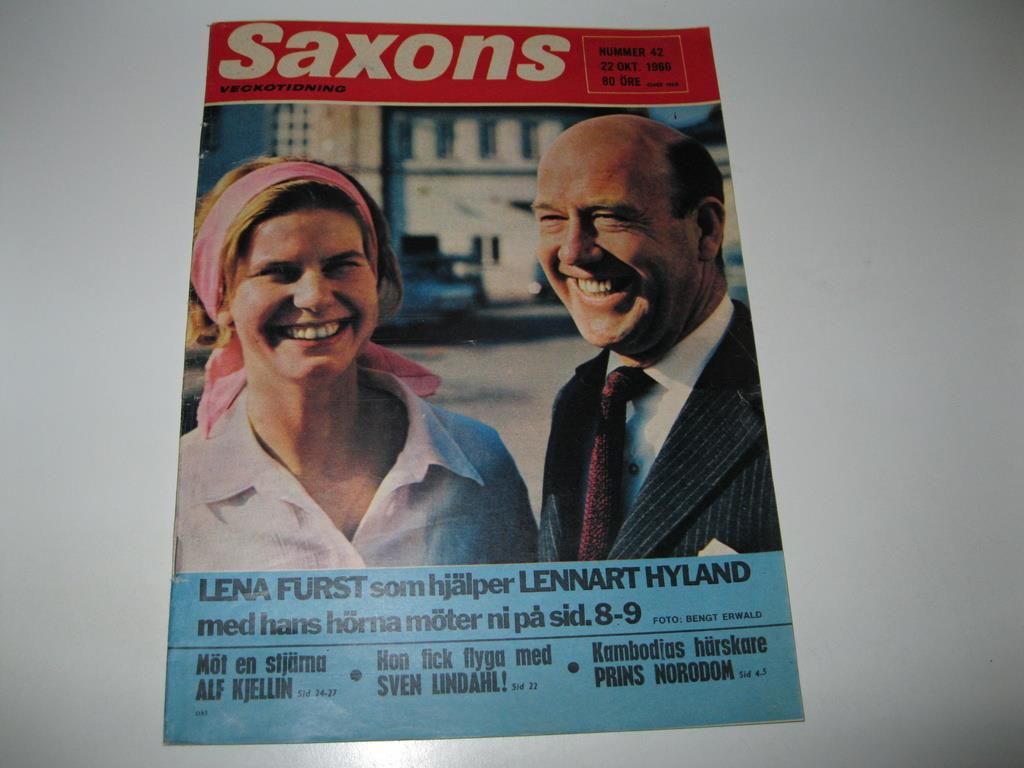 Saxons
VECKOTIDNING
NUMMER 42
22 OKT. 1966
80 ÖRE
LENA FÜRST som hjälper LENNART HYLAND
med hans hörna möter ni på sid. 8-9 FOTO: BENGT ERWALD
Möt en stjärna
ALF KJELLIN Sid 24-27
Hon fick flyga med
SVEN LINDAHL! Sid 22
Kambodjas härskare
PRINS NORODOM Sid 4.5